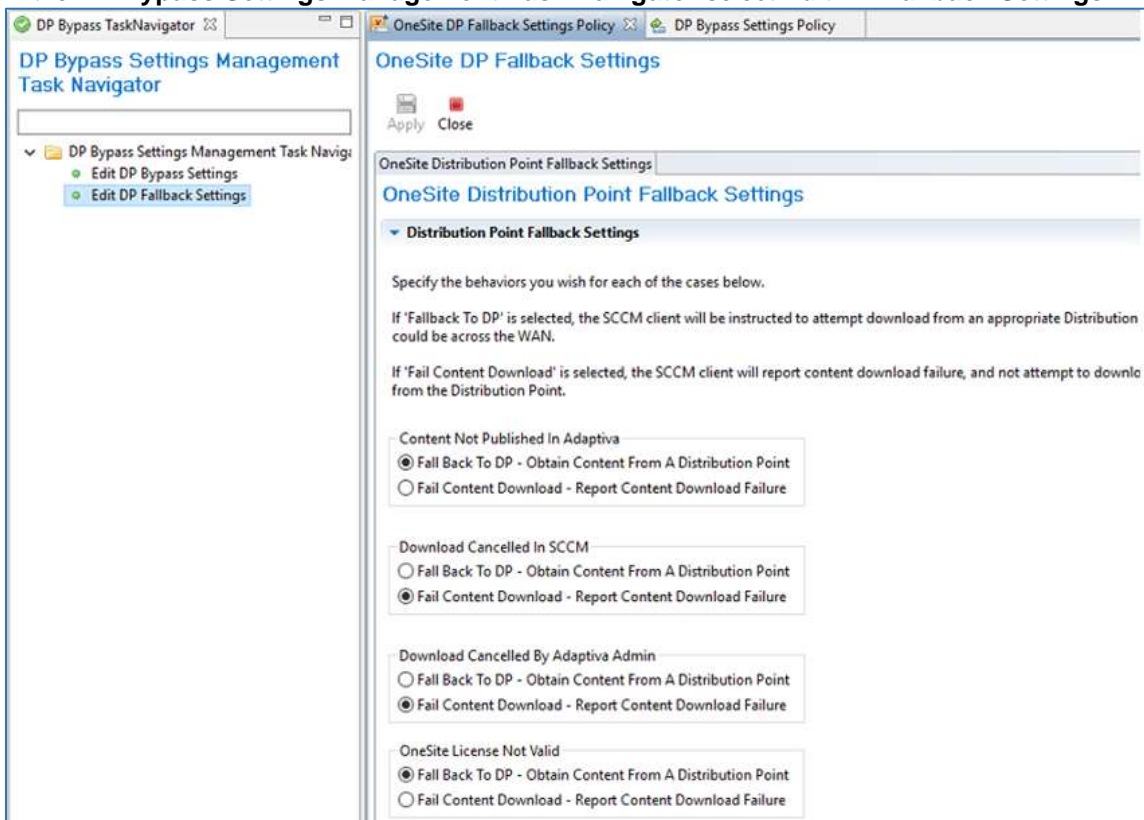 DP Bypass TaskNavigator
OneSite DP Fallback Settings Policy
DP Bypass Settings Policy
DP Bypass Settings Management
Task Navigator
DP Bypass Settings Management Task Naviga
Edit DP Bypass Settings
Edit DP Fallback Settings
OneSite DP Fallback Settings
Apply Close
OneSite Distribution Point Fallback Settings
OneSite Distribution Point Fallback Settings
Distribution Point Fallback Settings
Specify the behaviors you wish for each of the cases below.
If 'Fallback To DP' is selected, the SCCM client will be instructed to attempt download from an appropriate Distribution
could be across the WAN.
If 'Fail Content Download' is selected, the SCCM client will report content download failure, and not attempt to downlo
from the Distribution Point.
Content Not Published In Adaptiva
Fall Back To DP - Obtain Content From A Distribution Point
Fail Content Download - Report Content Download Failure
Download Cancelled In SCCM
Fall Back To DP - Obtain Content From A Distribution Point
Fail Content Download - Report Content Download Failure
Download Cancelled By Adaptiva Admin
Fall Back To DP - Obtain Content From A Distribution Point
Fail Content Download - Report Content Download Failure
OneSite License Not Valid
Fall Back To DP - Obtain Content From A Distribution Point
Fail Content Download - Report Content Download Failure